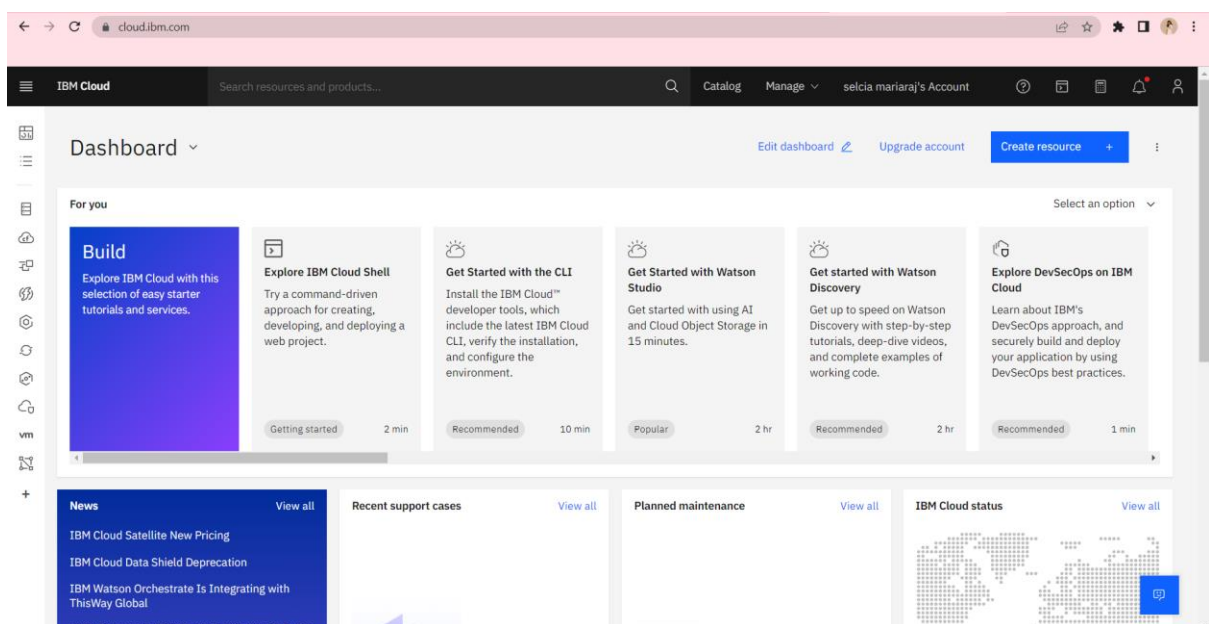 cloud.ibm.com
IBM Cloud
Search resources and products...
Catalog
Manage
selcia mariaraj's Account
Dashboard
Edit dashboard
Upgrade account
Create resource +
For you
Select an option
Build
Explore IBM Cloud with this
selection of easy starter
tutorials and services.
Explore IBM Cloud Shell
Try a command-driven
approach for creating,
developing, and deploying a
web project.
Getting started
2 min
Get Started with the CLI
Install the IBM Cloud™
developer tools, which
include the latest IBM Cloud
CLI, verify the installation,
and configure the
environment.
Recommended
10 min
Get Started with Watson
Studio
Get started with using AI
and Cloud Object Storage in
15 minutes.
Popular
2 hr
Get started with Watson
Discovery
Get up to speed on Watson
Discovery with step-by-step
tutorials, deep-dive videos,
and complete examples of
working code.
Recommended
2 hr
Explore DevSecOps on IBM
Cloud
Learn about IBM's
DevSecOps approach, and
securely build and deploy
your application by using
DevSecOps best practices.
Recommended
1 min
vm
News
View all
IBM Cloud Satellite New Pricing
IBM Cloud Data Shield Deprecation
IBM Watson Orchestrate Is Integrating with
ThisWay Global
Recent support cases
View all
Planned maintenance
View all
IBM Cloud status
View all